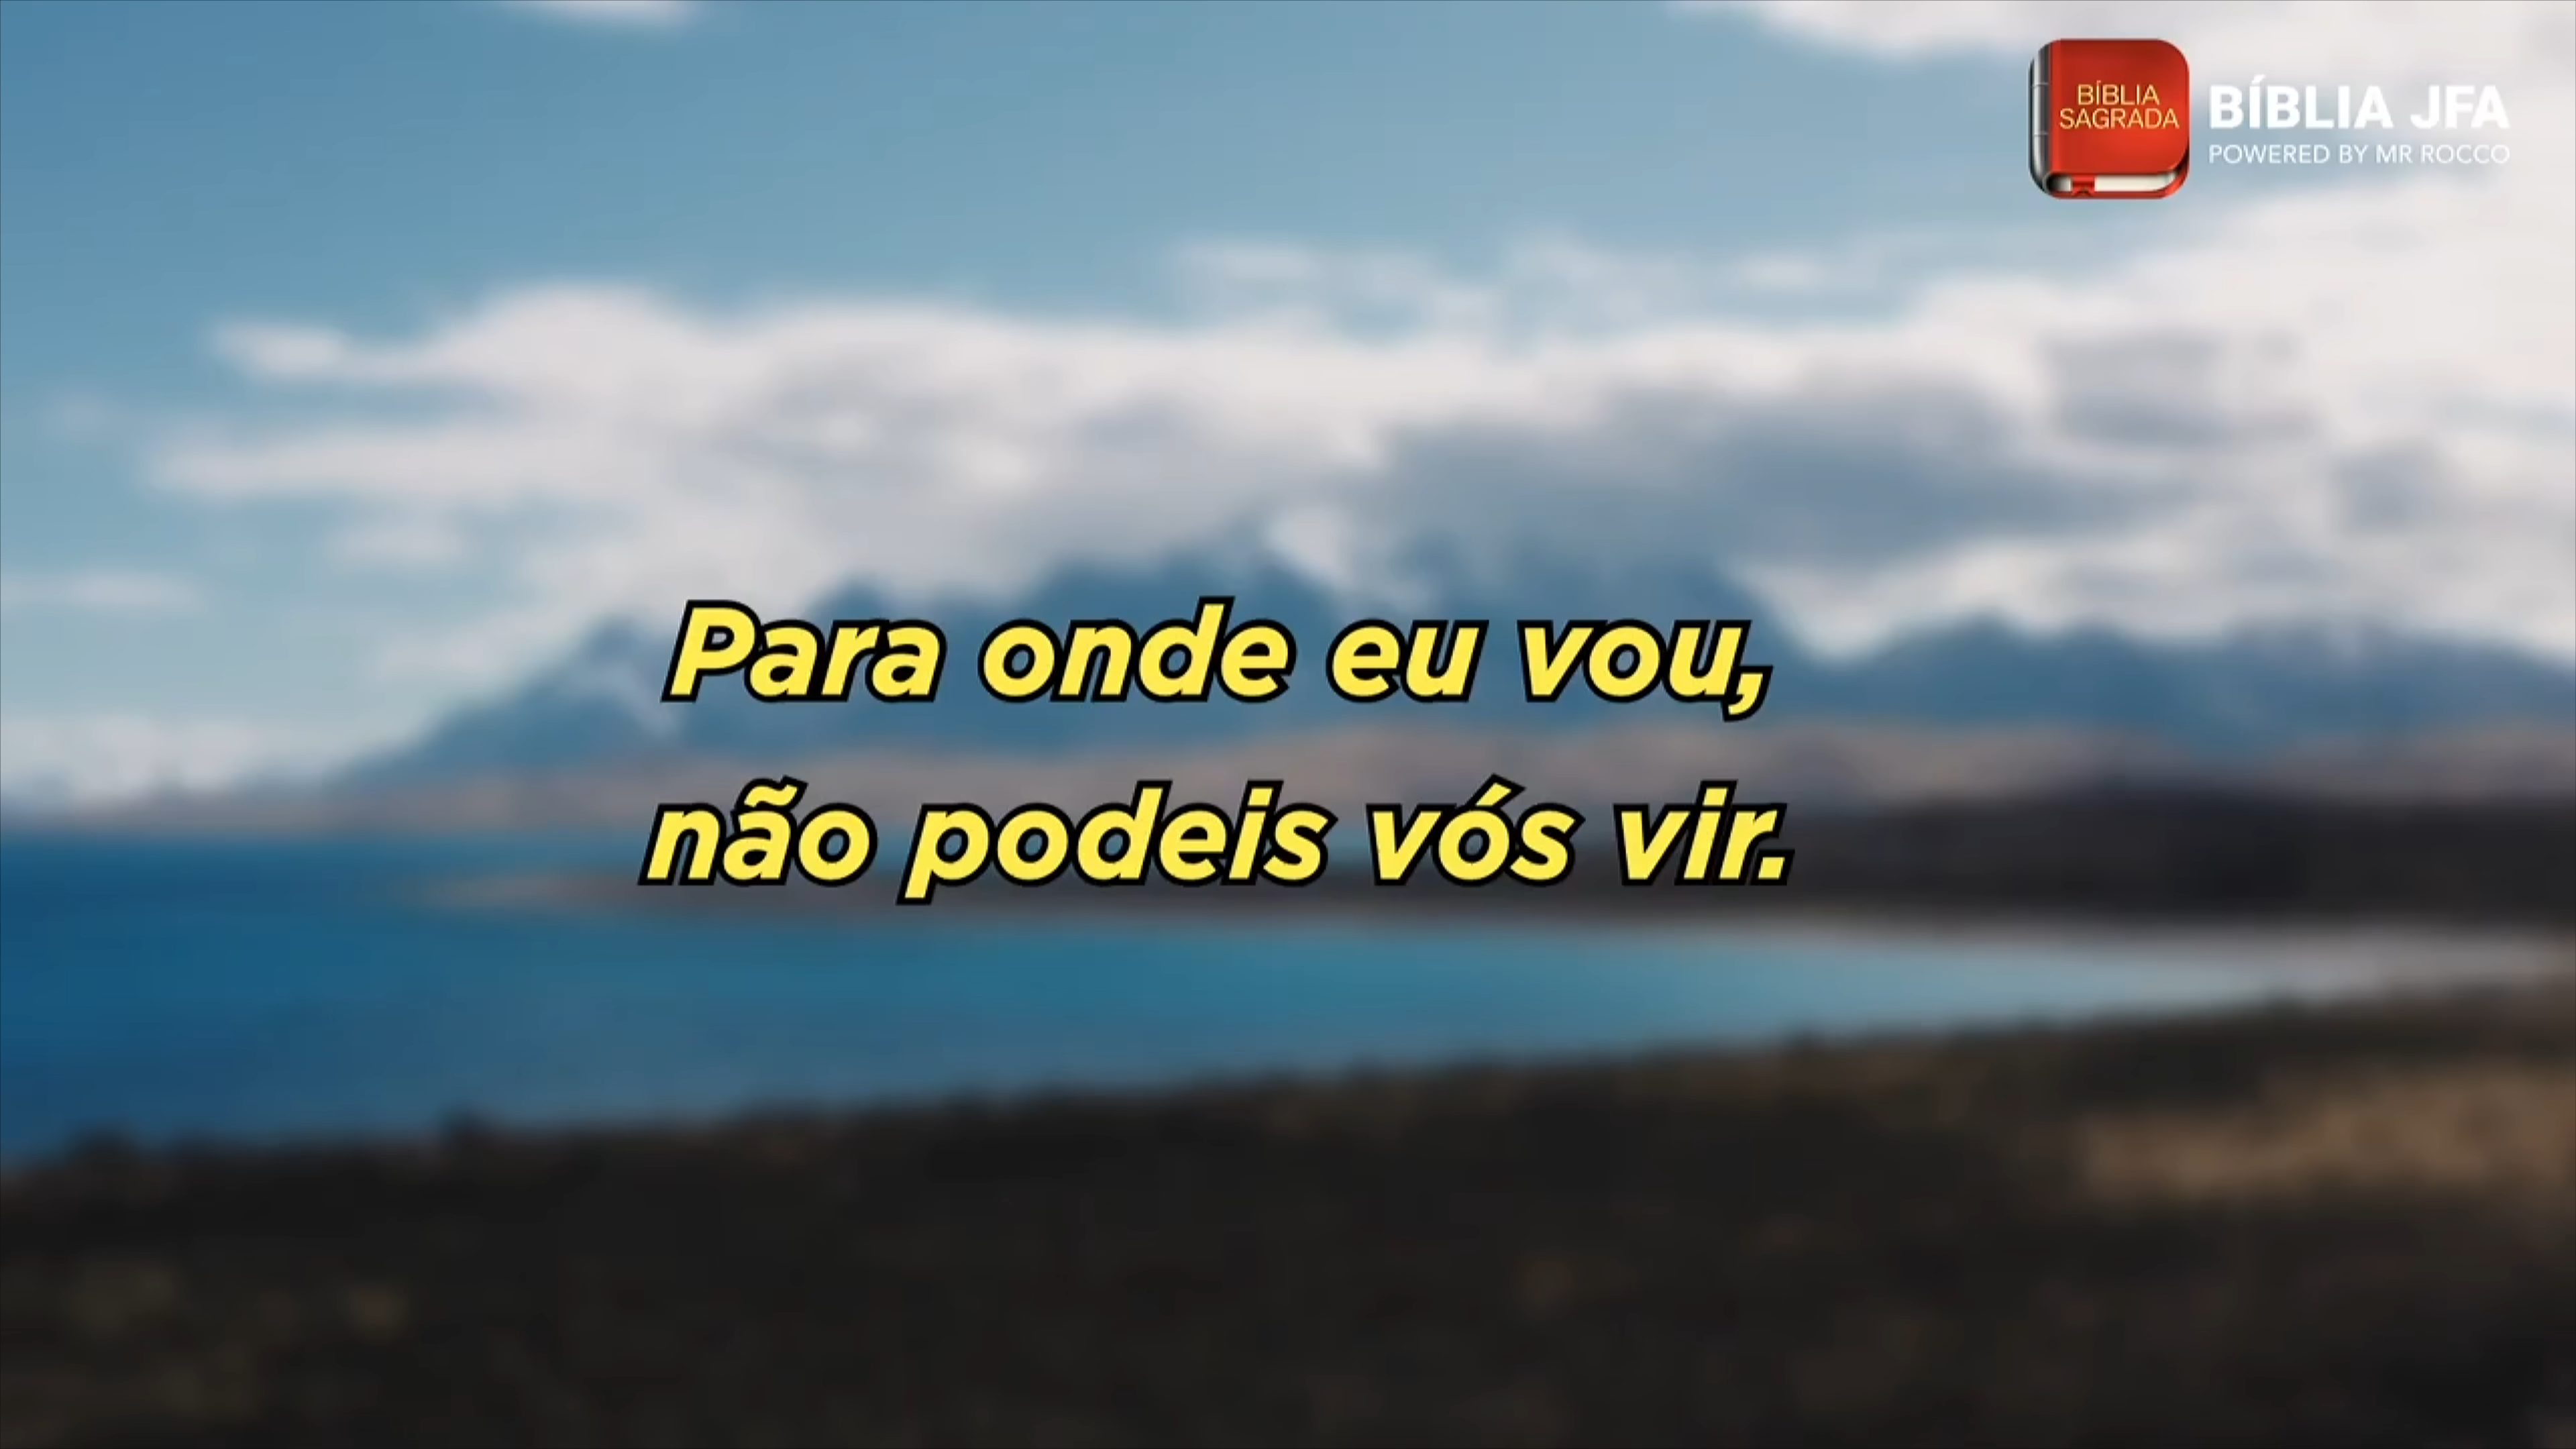 BÍBLIA
SAGRADA
BÍBLIA JFA
POWERED BY MR ROCCO
Para onde eu vou,
não podeis vós vir.